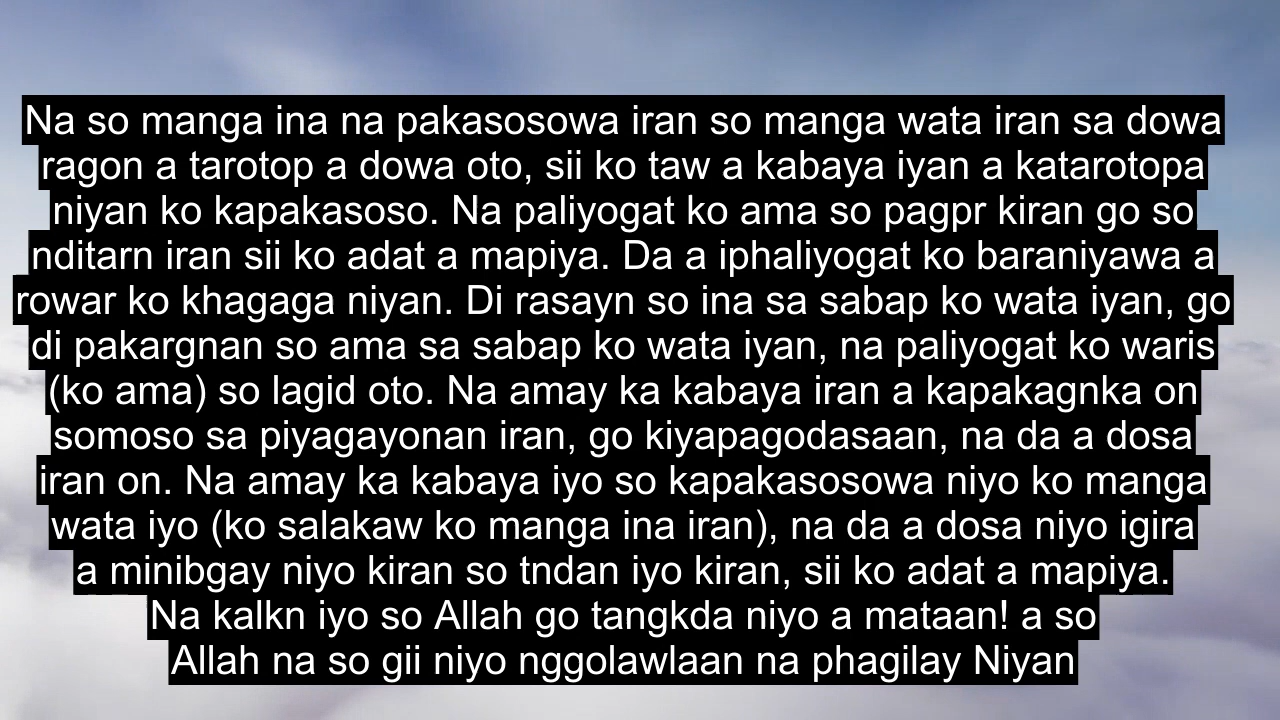 Na so manga ina na pakasosowa iran so manga wata iran sa dowa
ragon a tarotop a dowa oto, sii ko taw a kabaya iyan a katarotopa
niyan ko kapakasoso. Na paliyogat ko ama so pagpr kiran go so
nditarn iran sii ko adat a mapiya. Da a iphaliyogat ko baraniyawa a
rowar ko khagaga niyan. Di rasayn so ina sa sabap ko wata iyan, go
di pakargnan so ama sa sabap ko wata iyan, na paliyogat ko waris
(ko ama) so lagid oto. Na amay ka kabaya iran a kapakagnka on
somoso sa piyagayonan iran, go kiyapagodasaan, na da a dosa
iran on. Na amay ka kabaya iyo so kapakasosowa niyo ko manga
wata iyo (ko salakaw ko manga ina iran), na da a dosa niyo igira
a minibgay niyo kiran so tndan iyo kiran, sii ko adat a mapiya.
Na kalkn iyo so Allah go tangkda niyo a mataan! a so
Allah na so gii niyo nggolawlaan na phagilay Niyan